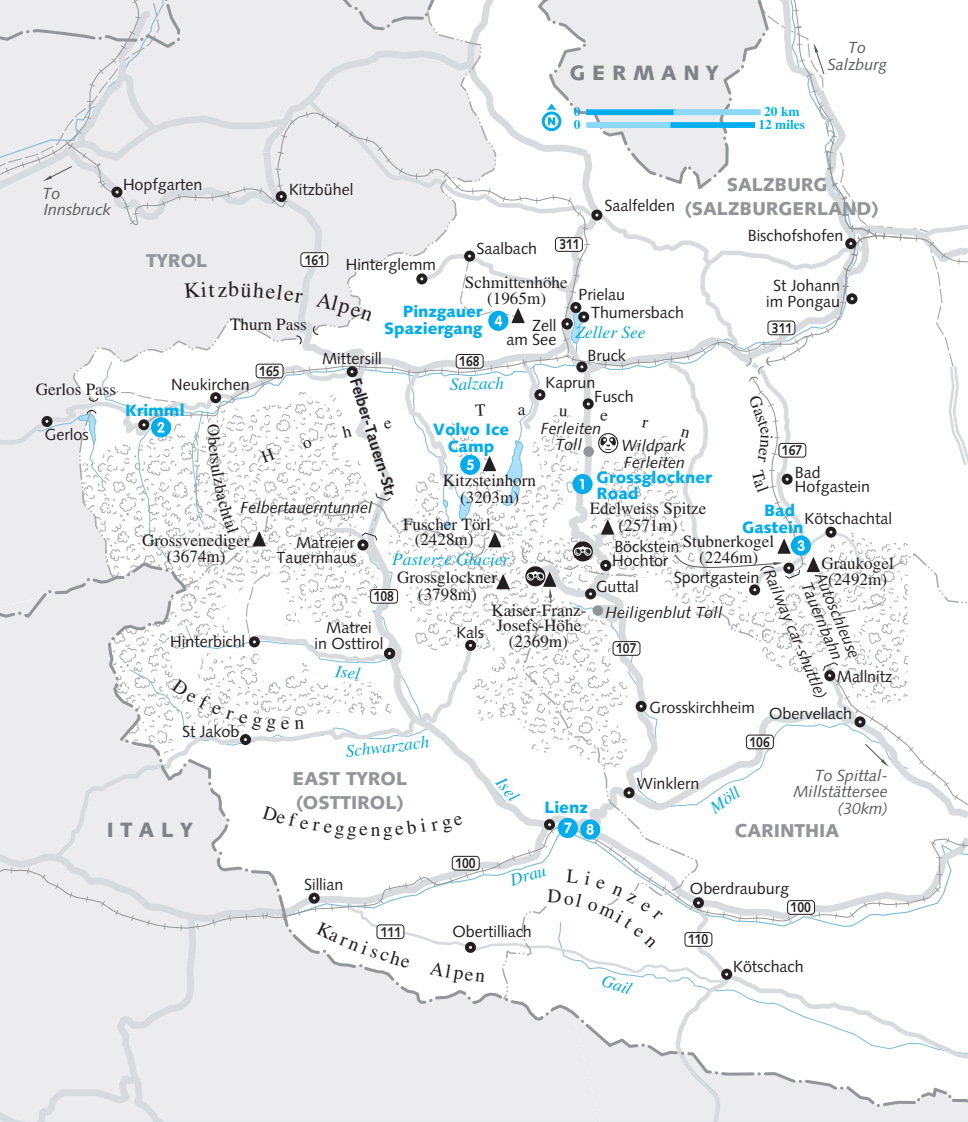 GERMANY
To
Salzburg
N
0 20 km
0 12 miles
To
Innsbruck
Hopfgarten
Kitzbühel
SALZBURG
(SALZBURGERLAND)
Saalfelden
Bischofshofen
311
161
TYROL
Kitzbüheler Alpen
Hinterglemm
Saalbach
Schmittenhöhe
(1965m)
Pinzgauer
Spaziergang
4
Zell
am See
Prielau
Thumersbach
Zeller See
St Johann
im Pongau
311
Thurn Pass
Mittersill
168
Bruck
165
Salzach
Neukirchen
Gerlos Pass
Gerlos
Krimml
2
Kaprun
Fusch
Hohe Tauern
Felber-Tauern-Str
Obersulzbachtal
Ferleiten
Toll
Wildpark
Ferleiten
Volvo Ice
Camp
5
Kitzsteinhorn
(3203m)
1
Grossglockner
Road
Edelweiss Spitze
(2571m)
Gasteiner Tal
167
Bad
Hofgastein
Bad
Gastein
3
Kötschachtal
Stubnerkogel
(2246m)
Graukogel
(2492m)
Sportgastein
Felbertauerntunnel
Grossvenediger
(3674m)
Matreier
Tauernhaus
Fuscher Törl
(2428m)
Pasterze Glacier
Grossglockner
(3798m)
Böckstein
Hochtor
Guttal
Kaiser-Franz-
Josefs-Höhe
(2369m)
Heiligenblut Toll
Autoschleuse
Tauernbahn
(Railway car-shuttle)
Mallnitz
108
Hinterbichl
Matrei
in Osttirol
Kals
107
Isel
Defereggen
St Jakob
Schwarzach
Grosskirchheim
Obervellach
106
To Spittal-
Millstättersee
(30km)
EAST TYROL
(OSTTIROL)
Isel
Winklern
Möll
Defereggengebirge
Lienz
7
8
ITALY
CARINTHIA
100
Drau
Lienzer
Dolomiten
Sillian
Oberdrauburg
100
111
Obertilliach
110
Karnische Alpen
Kötschach
Gail